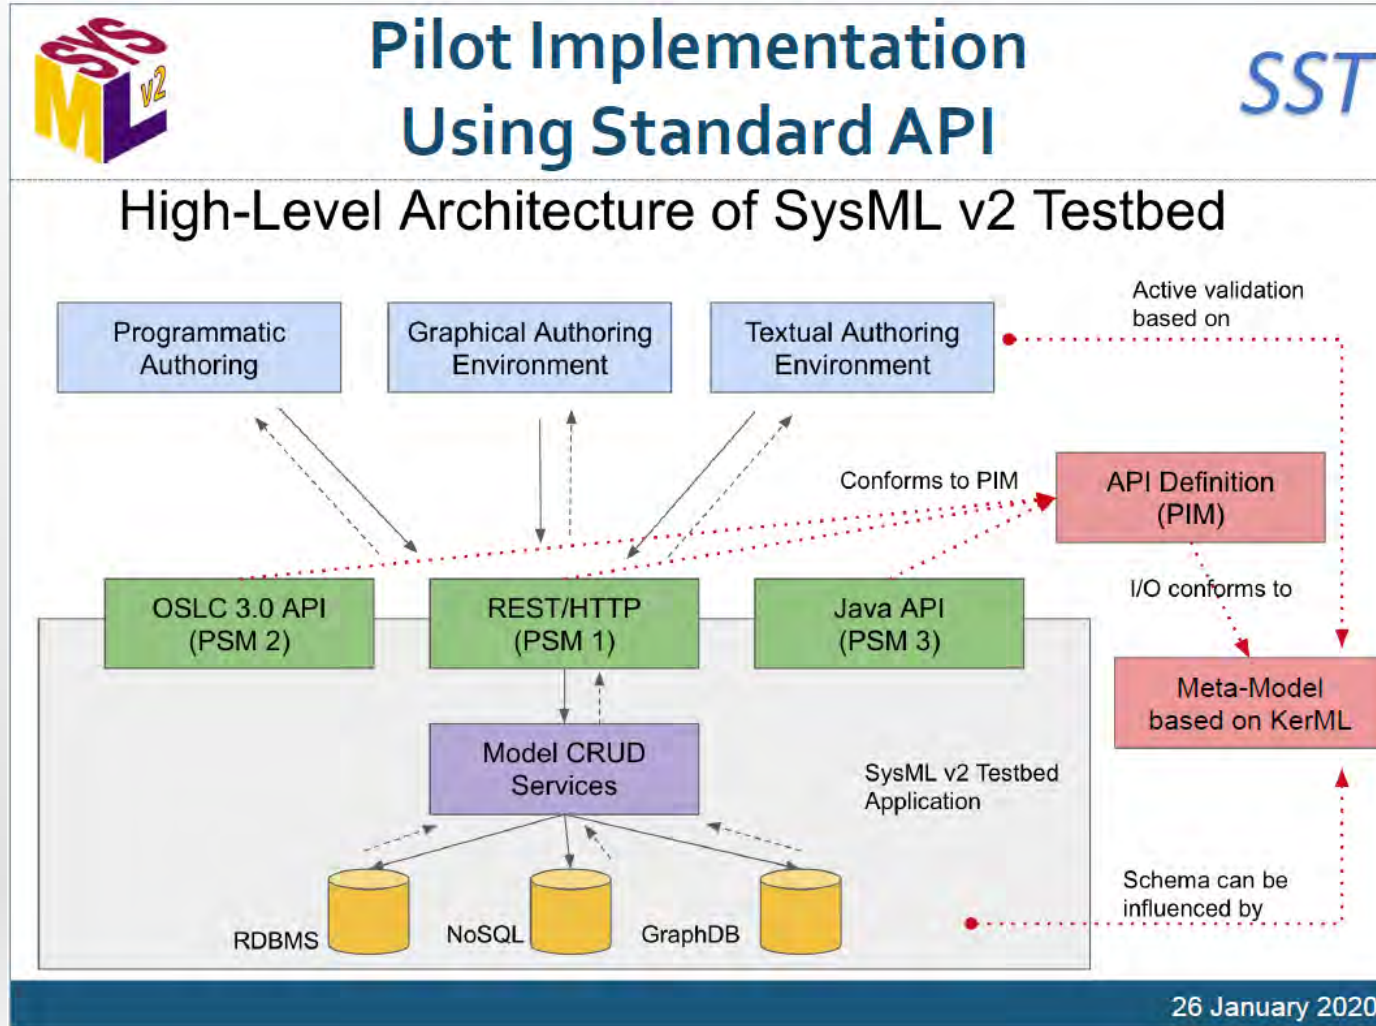 SYS
ML v2
Pilot Implementation
Using Standard API
SST
High-Level Architecture of SysML v2 Testbed
Active validation
based on
Programmatic
Authoring
Graphical Authoring
Environment
Textual Authoring
Environment
Conforms to PIM
API Definition
(PIM)
I/O conforms to
OSLC 3.0 API
(PSM 2)
REST/HTTP
(PSM 1)
Java API
(PSM 3)
Meta-Model
based on KerML
Model CRUD
Services
SysML v2 Testbed
Application
Schema can be
influenced by
RDBMS
NoSQL
GraphDB
26 January 2020